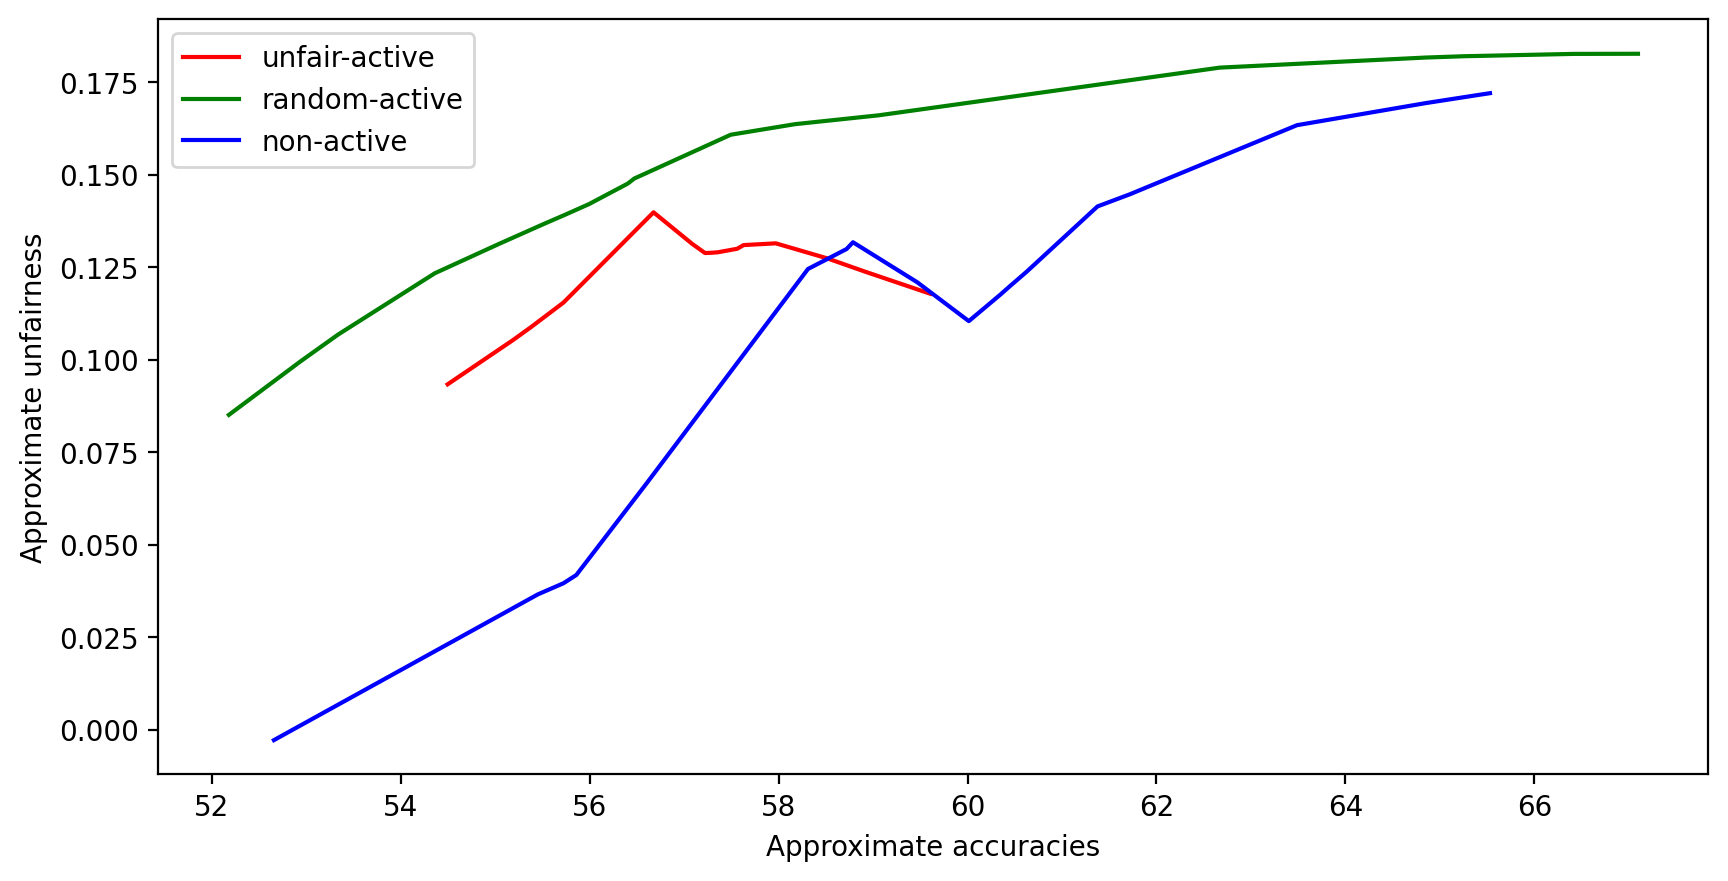 unfair-active
random-active
non-active
0.175
0.150
0.125
0.100
0.075
0.050
0.025
0.000
Approximate unfairness
52 54 56 58 60 62 64 66
Approximate accuracies